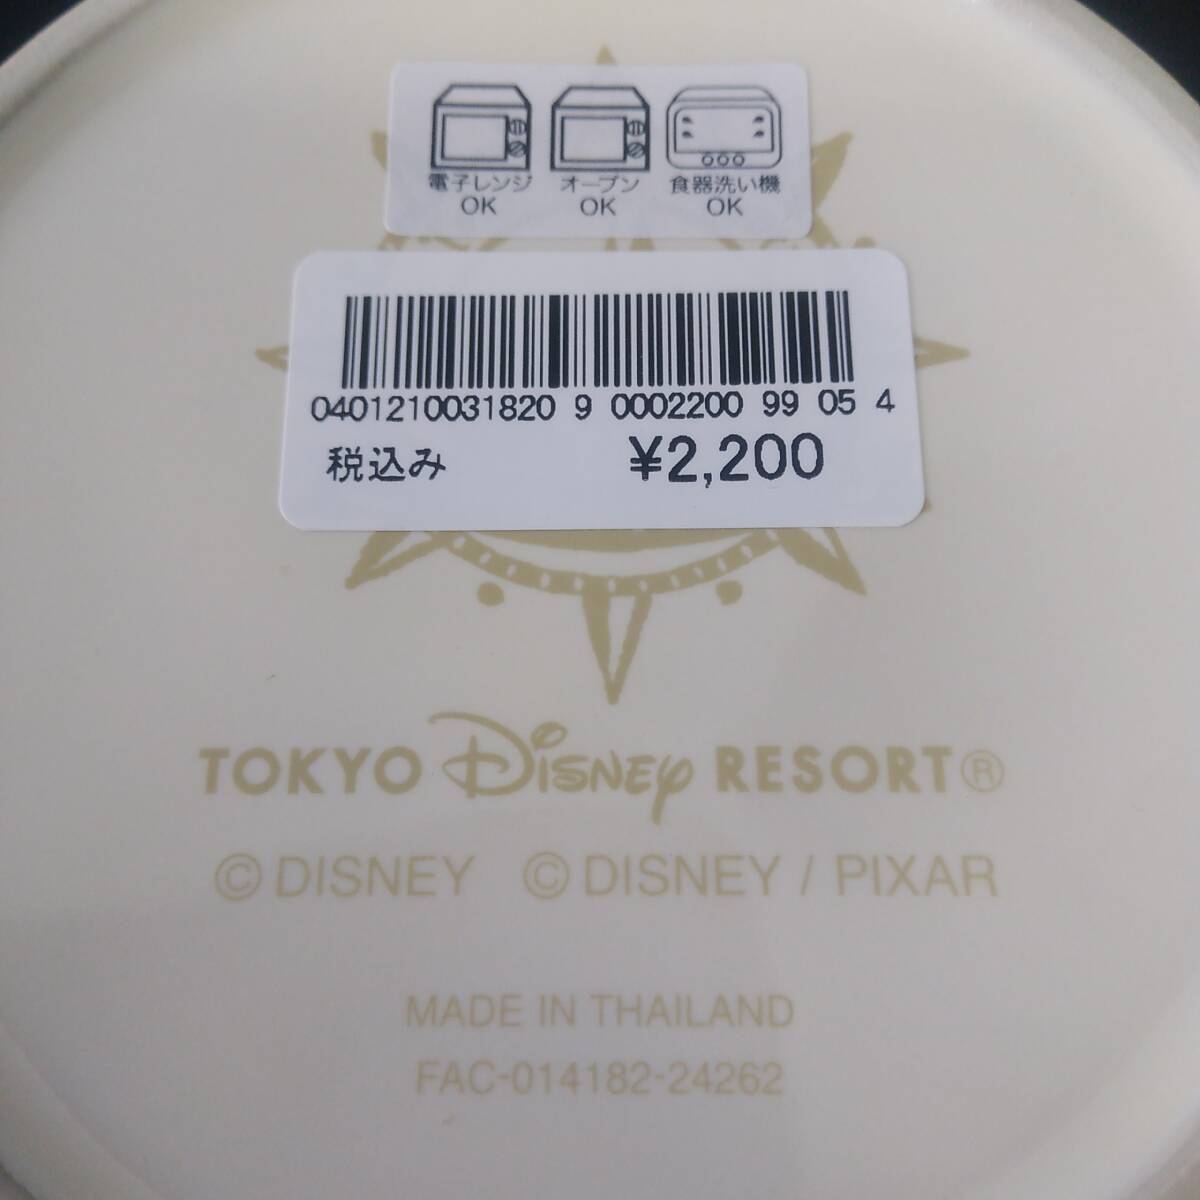 電子レンジ オーブン 食器洗い機
OK OK OK
0401210031820 9 0002200 99 05 4
税込み ¥2,200
TOKYO Disney RESORT®
©DISNEY ©DISNEY / PIXAR
MADE IN THAILAND
FAC-014182-24262